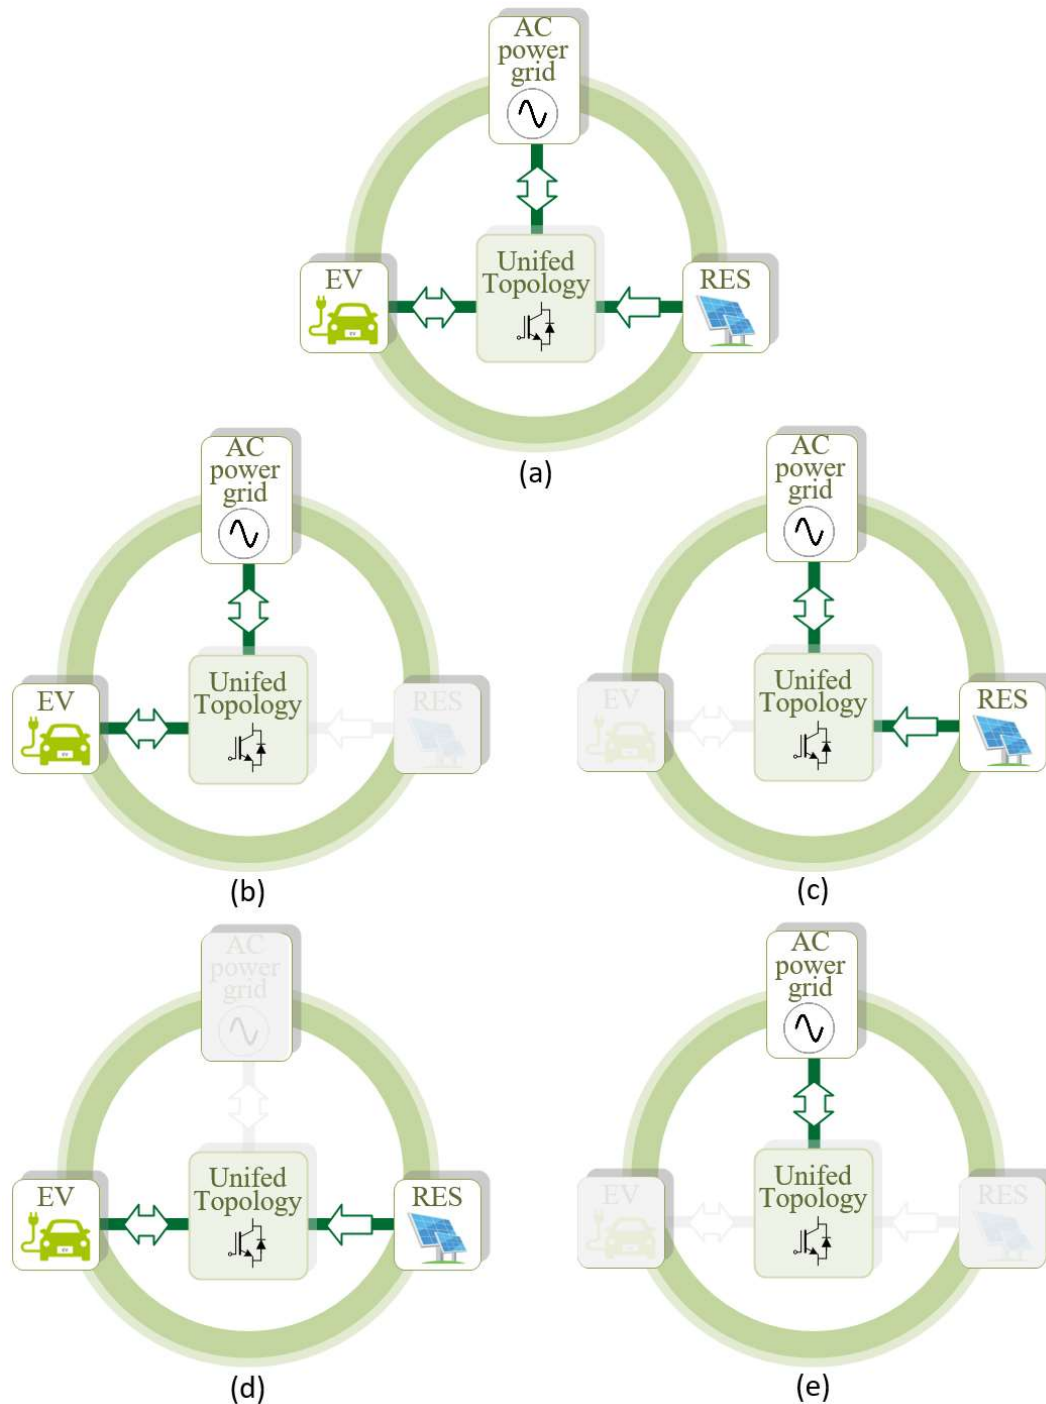 AC
power
grid
EV
Unifed
Topology
RES
(a)
AC
power
grid
EV
Unifed
Topology
RES
(b)
AC
power
grid
EV
Unifed
Topology
RES
(c)
AC
power
grid
EV
Unifed
Topology
RES
(d)
AC
power
grid
EV
Unifed
Topology
RES
(e)